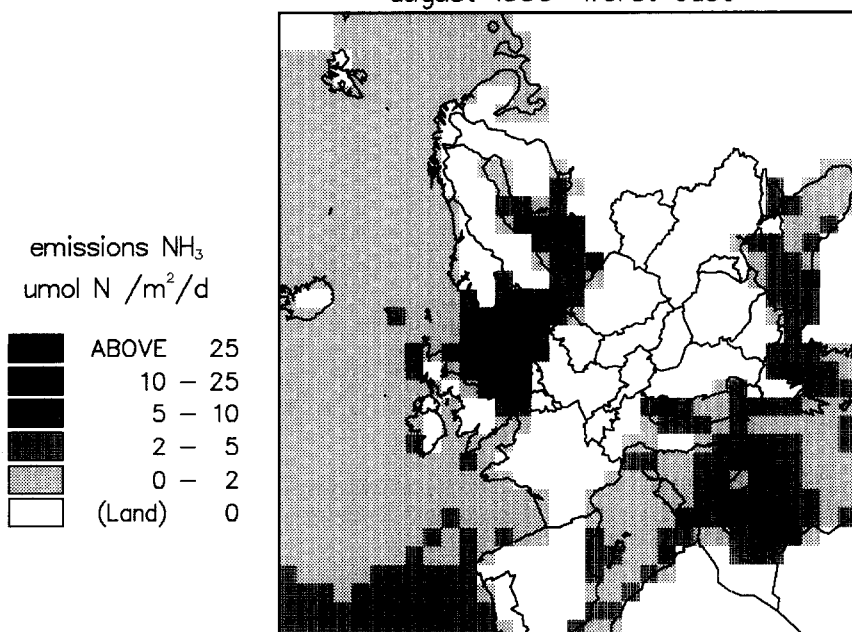 emissions NH₃
umol N /m²/d
ABOVE 25
10 – 25
5 – 10
2 – 5
0 – 2
(Land) 0